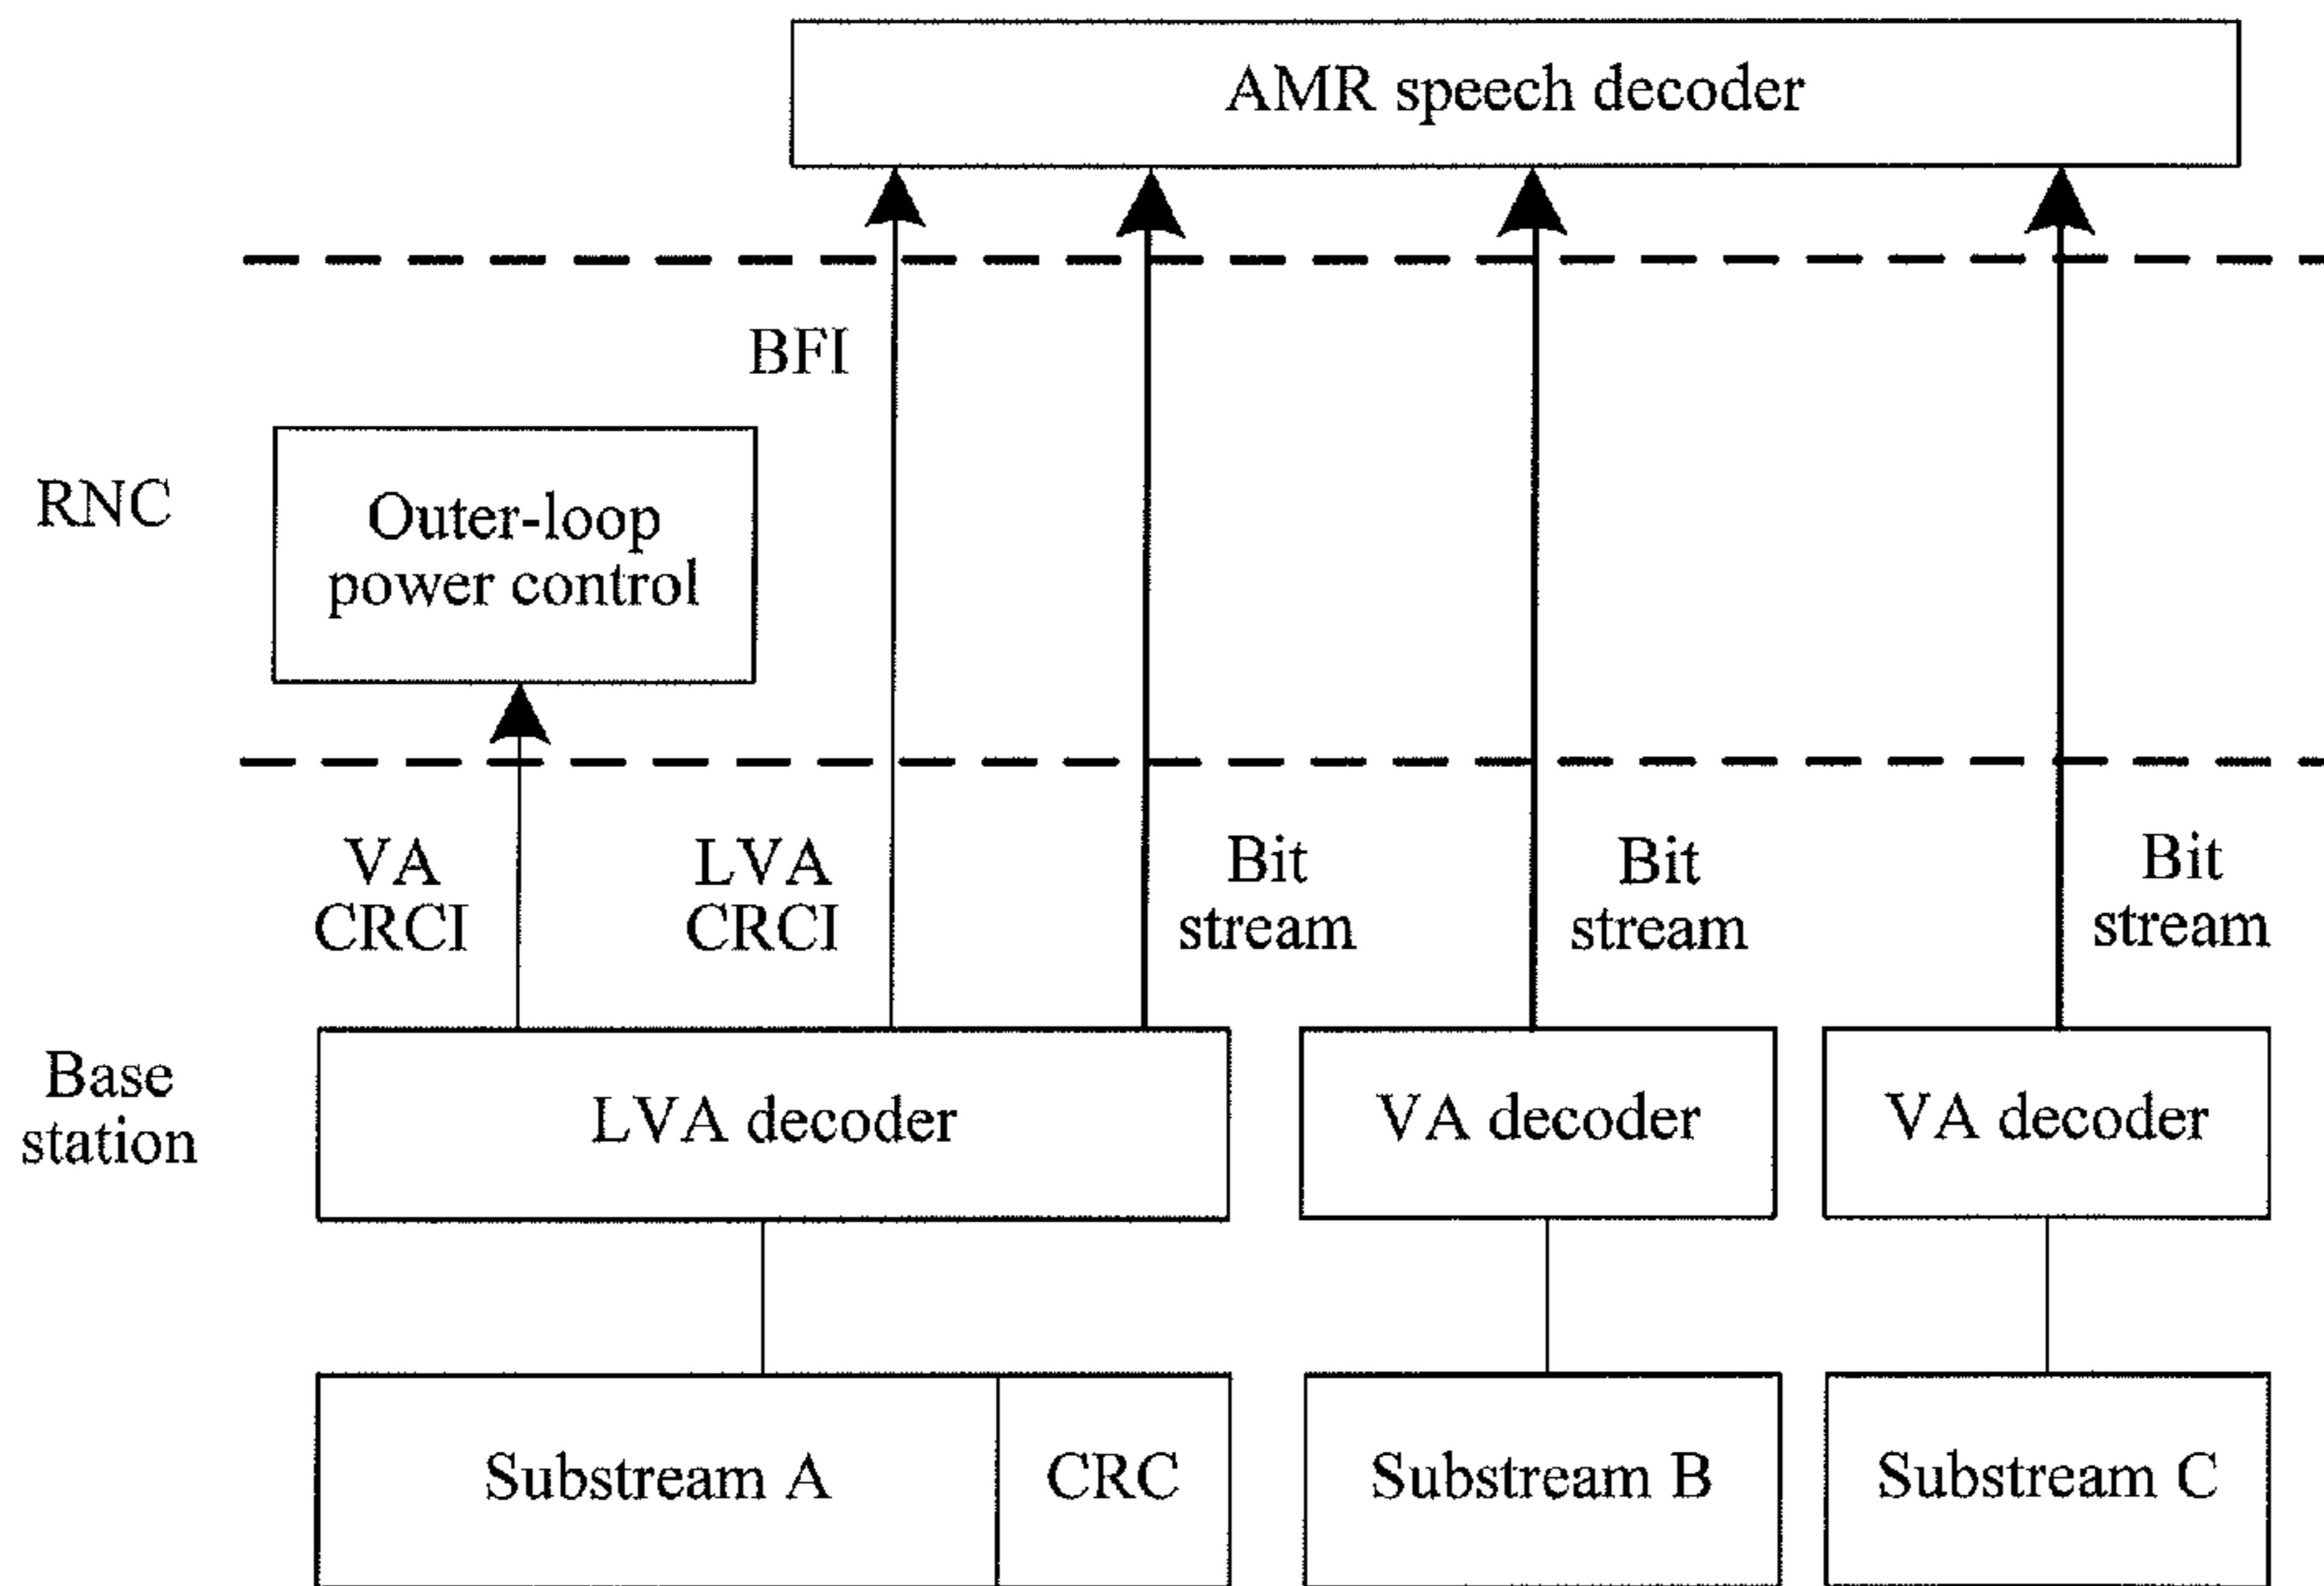 AMR speech decoder
BFI
RNC
Outer-loop
power control
VA
CRCI
LVA
CRCI
Bit
stream
Bit
stream
Bit
stream
Base
station
LVA decoder
VA decoder
VA decoder
Substream A
CRC
Substream B
Substream C